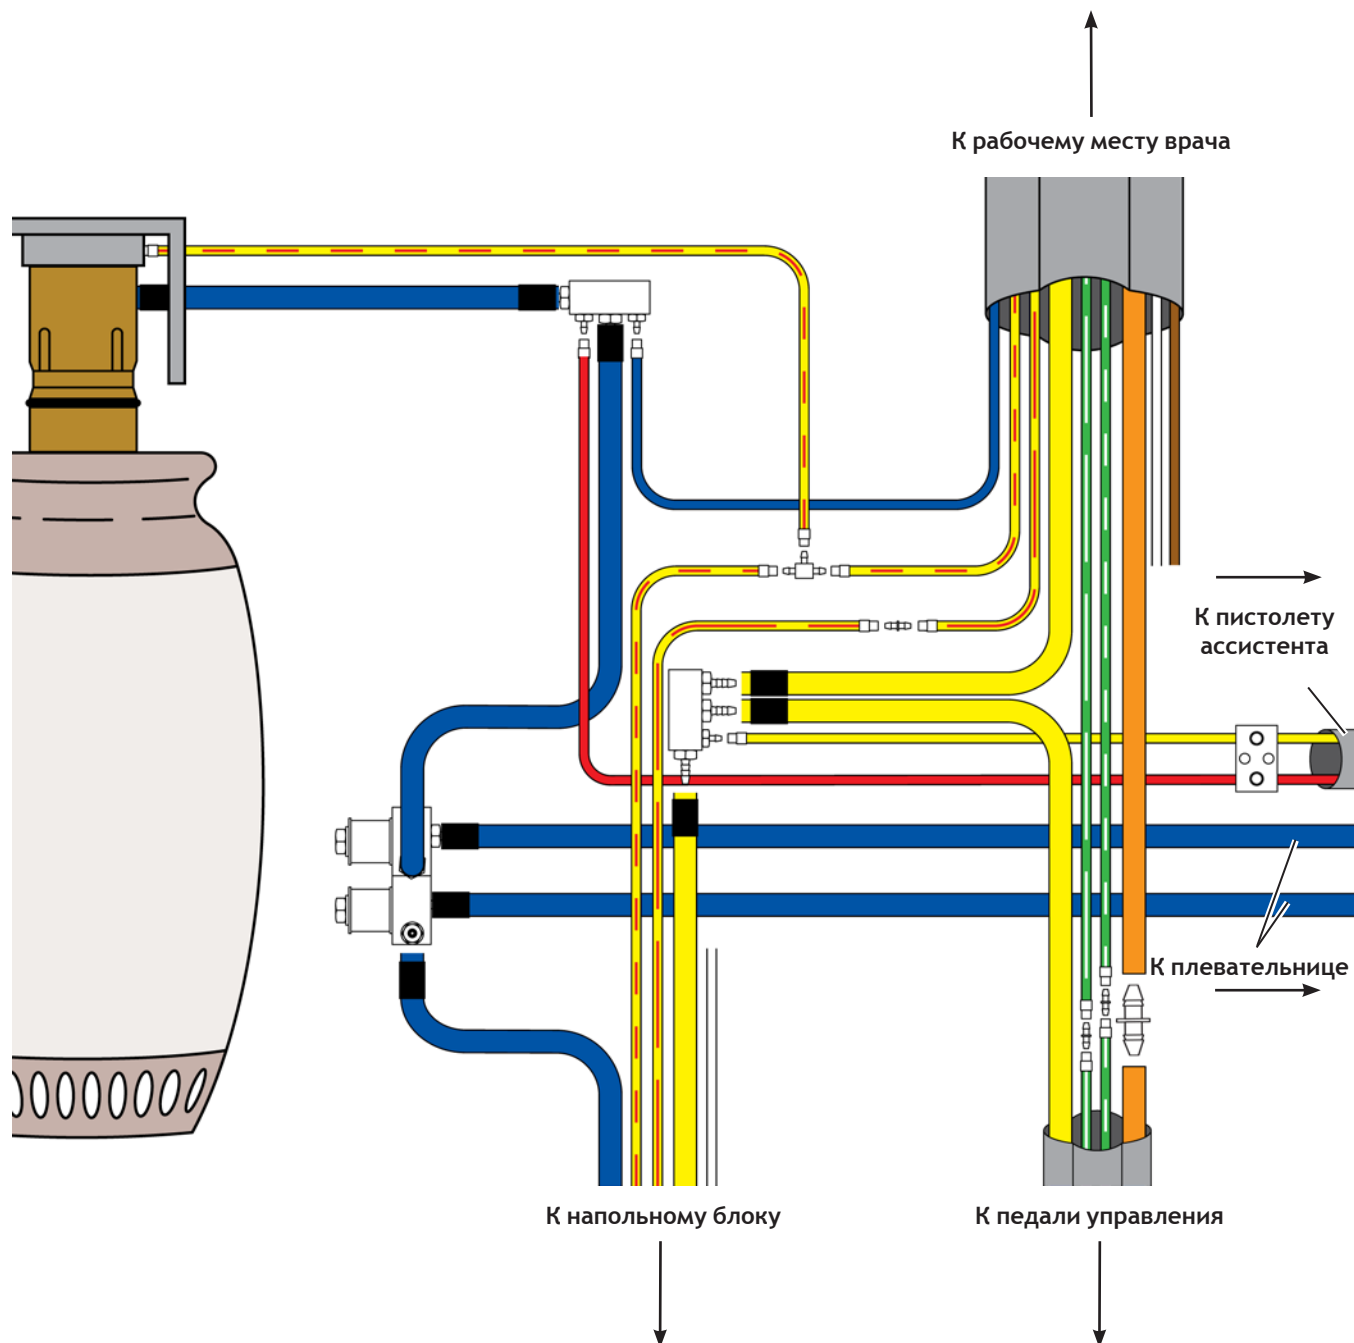 К рабочему месту врача
К пистолету
ассистента
К плевательнице
К напольному блоку
К педали управления